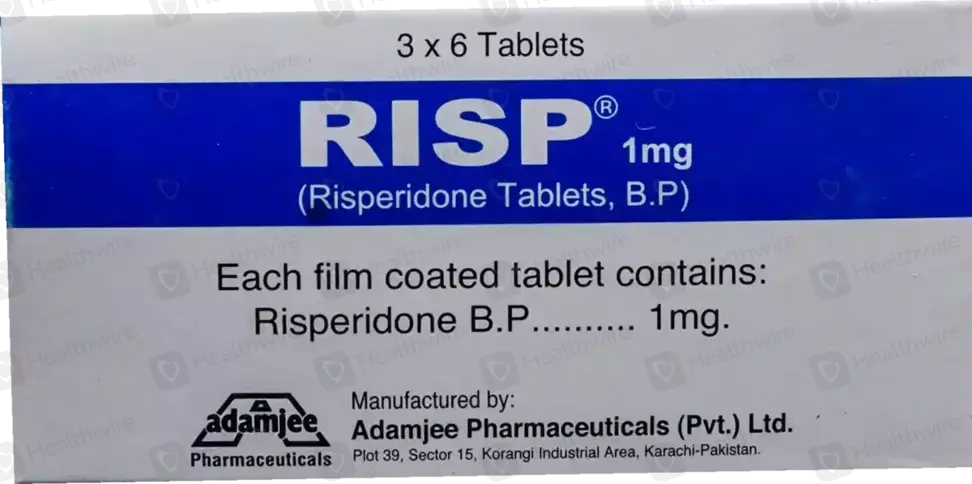 3 x 6 Tablets
RISP® 1mg
(Risperidone Tablets, B.P)
Each film coated tablet contains:
Risperidone B.P.......... 1mg.
adamjee
Pharmaceuticals
Manufactured by:
Adamjee Pharmaceuticals (Pvt.) Ltd.
Plot 39, Sector 15, Korangi Industrial Area, Karachi-Pakistan.
Healthwire